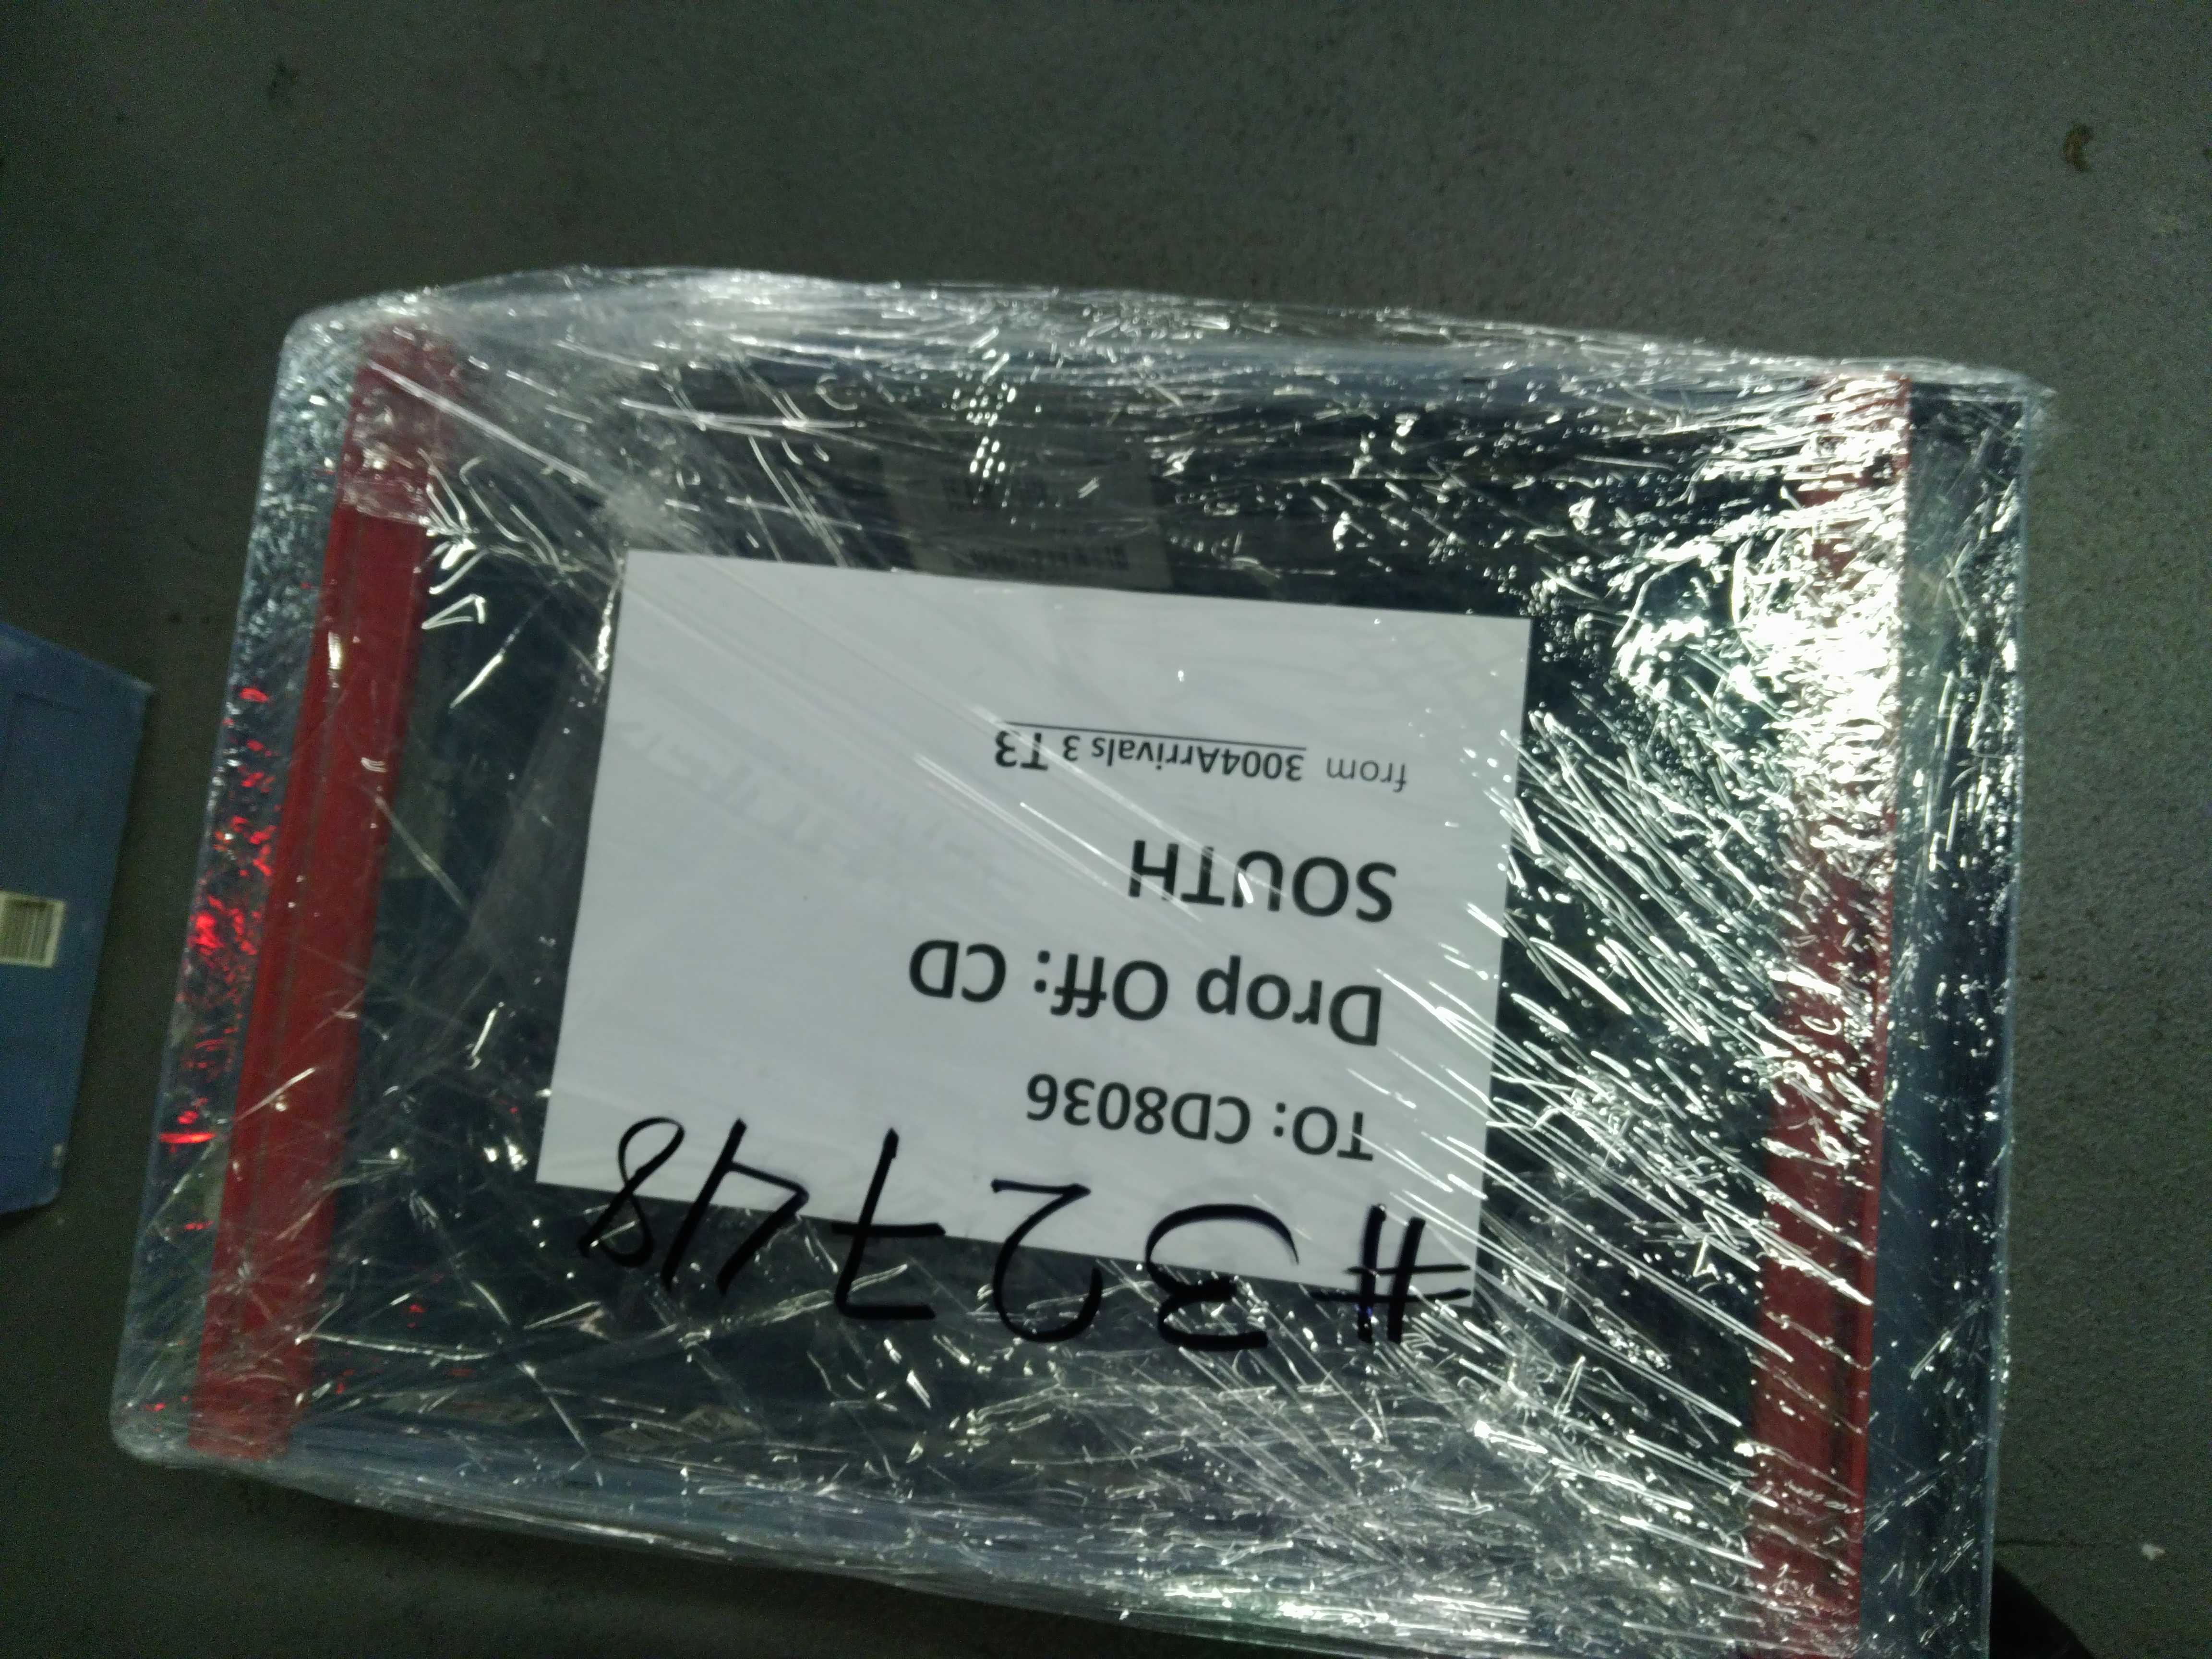 #32748
TO: CD8036
Drop Off: CD
SOUTH
from 3004Arrivals 3 T3